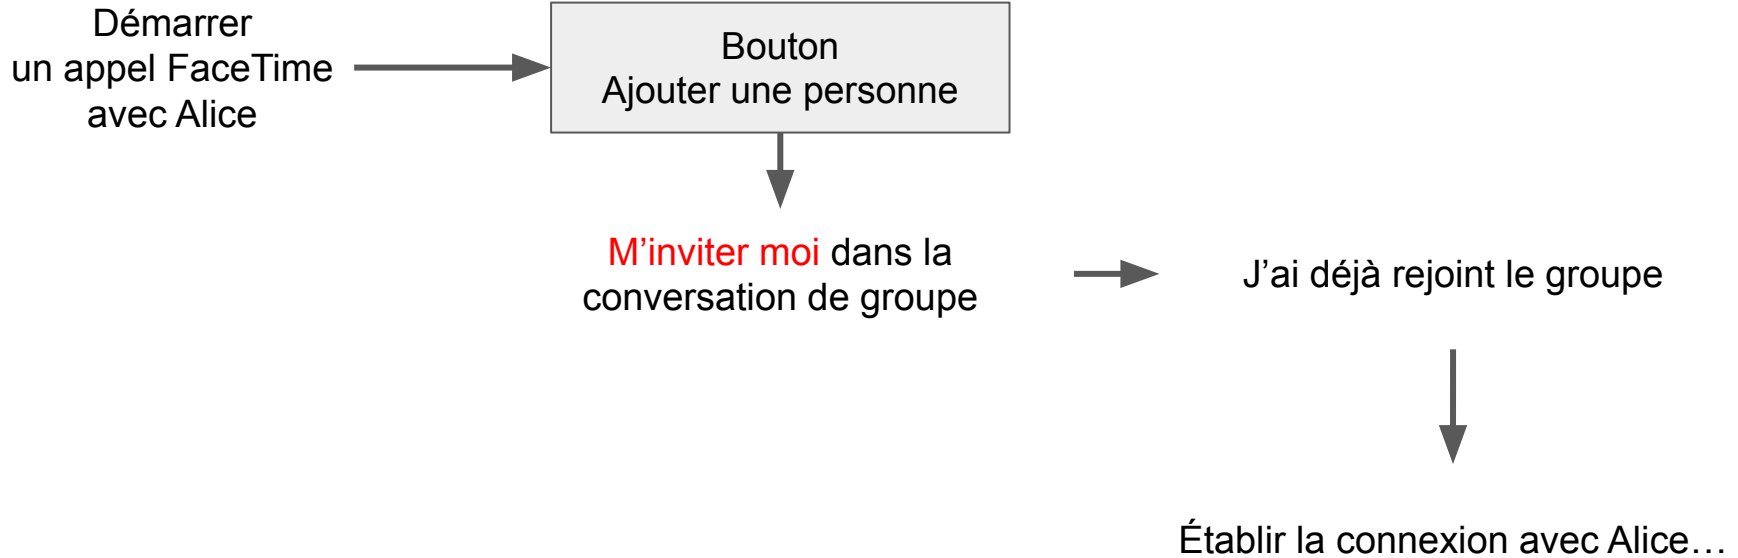 Démarrer
un appel FaceTime
avec Alice
Bouton
Ajouter une personne
M’inviter moi dans la
conversation de groupe
J’ai déjà rejoint le groupe
Établir la connexion avec Alice…